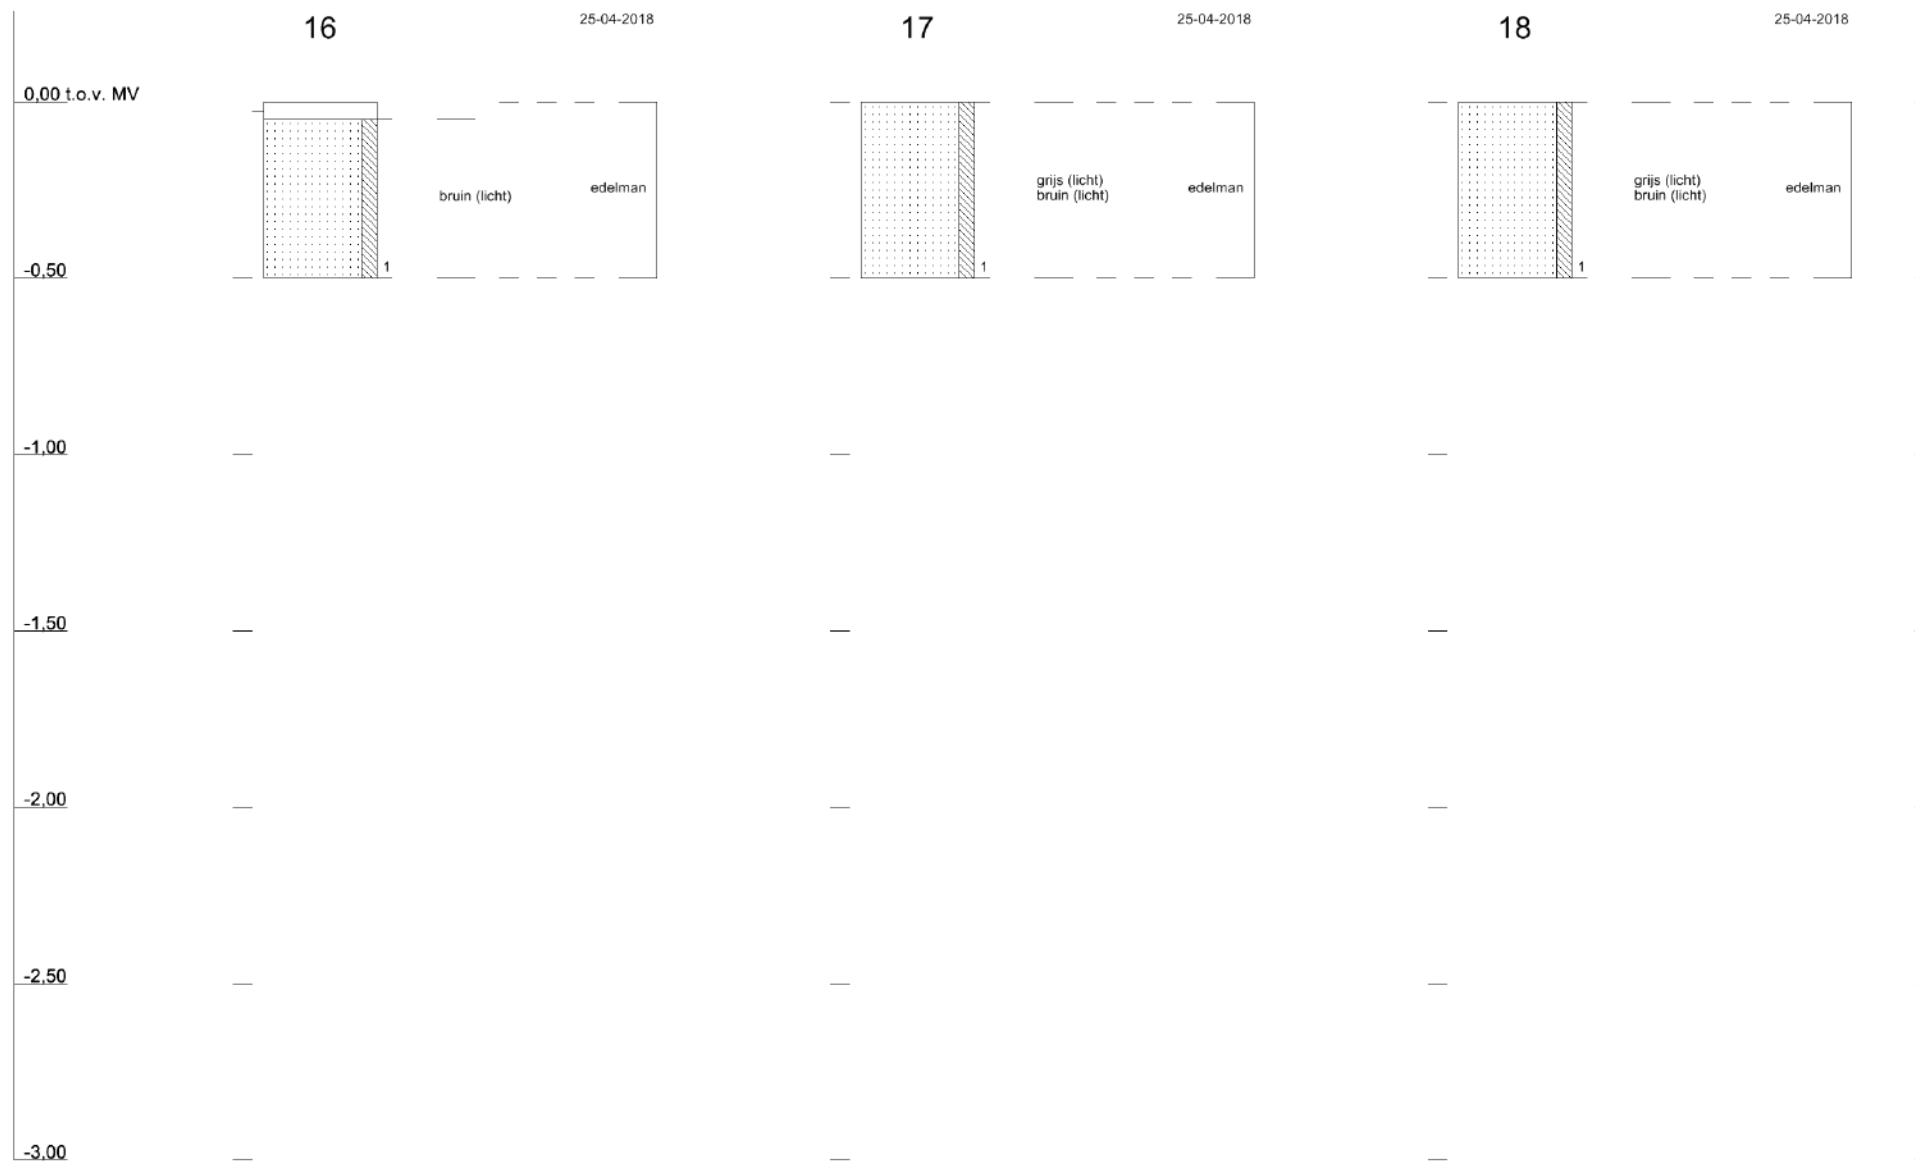 16
25-04-2018
17
25-04-2018
18
25-04-2018
0,00 t.o.v. MV
bruin (licht)
edelman
grijs (licht)
bruin (licht)
edelman
grijs (licht)
bruin (licht)
edelman
-0,50
1
1
1
-1,00
-1,50
-2,00
-2,50
-3,00